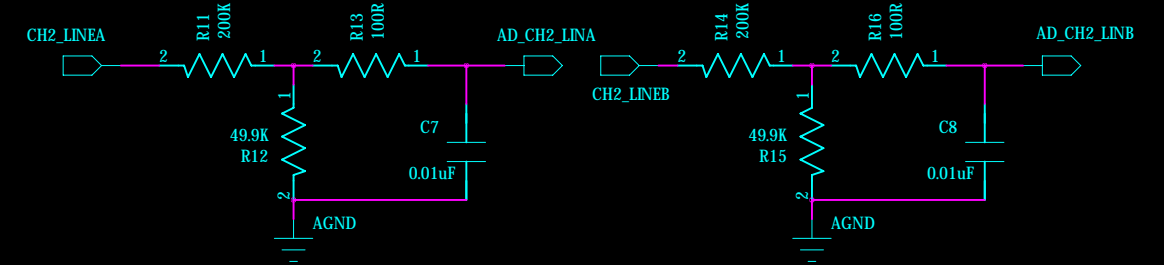 CH2_LINEA
R11
200K
2
1
R13
100R
2
1
AD_CH2_LINA
1
49.9K
R12
2
C7
0.01uF
AGND
CH2_LINEB
R14
200K
2
1
R16
100R
2
1
AD_CH2_LINB
1
49.9K
R15
2
C8
0.01uF
AGND